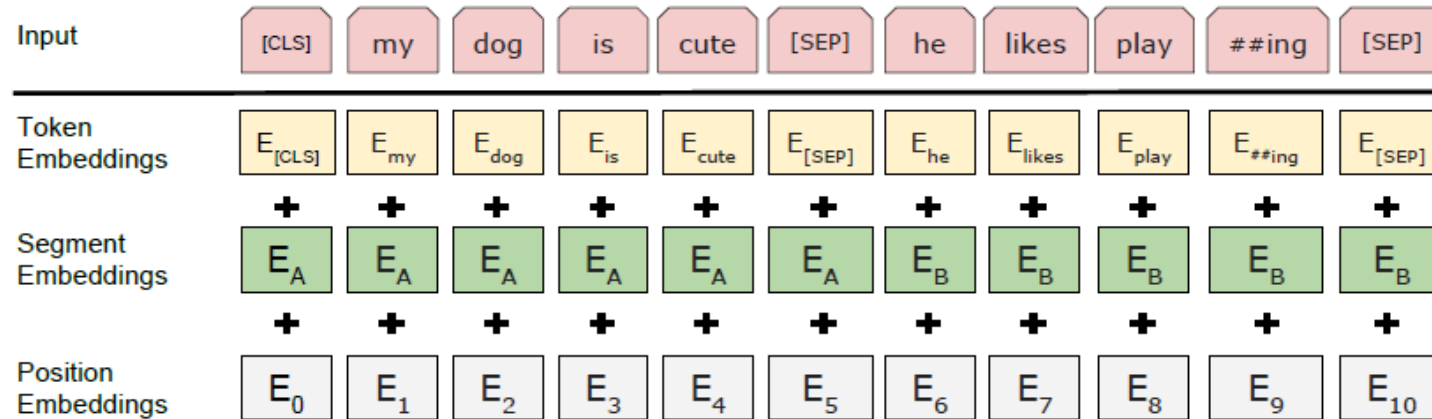 Input [CLS] my dog is cute [SEP] he likes play ##ing [SEP]
Token
Embeddings E[CLS] Emy Edog Eis Ecute E[SEP] Ehe Elikes Eplay E##ing E[SEP]
+ + + + + + + + + + +
Segment
Embeddings EA EA EA EA EA EA EB EB EB EB EB
+ + + + + + + + + + +
Position
Embeddings E0 E1 E2 E3 E4 E5 E6 E7 E8 E9 E10